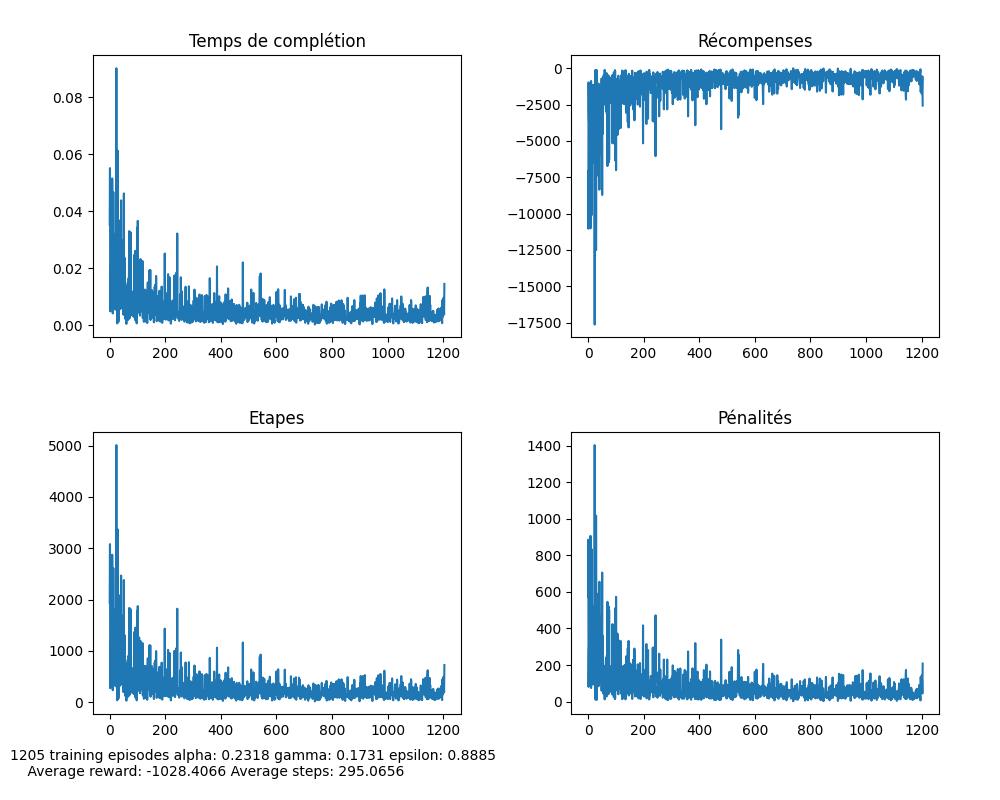 Temps de complétion
0.08
0.06
0.04
0.02
0.00
0 200 400 600 800 1000 1200
Récompenses
0
−2500
−5000
−7500
−10000
−12500
−15000
−17500
0 200 400 600 800 1000 1200
Etapes
5000
4000
3000
2000
1000
0
0 200 400 600 800 1000 1200
Pénalités
1400
1200
1000
800
600
400
200
0
0 200 400 600 800 1000 1200
1205 training episodes alpha: 0.2318 gamma: 0.1731 epsilon: 0.8885
Average reward: -1028.4066 Average steps: 295.0656